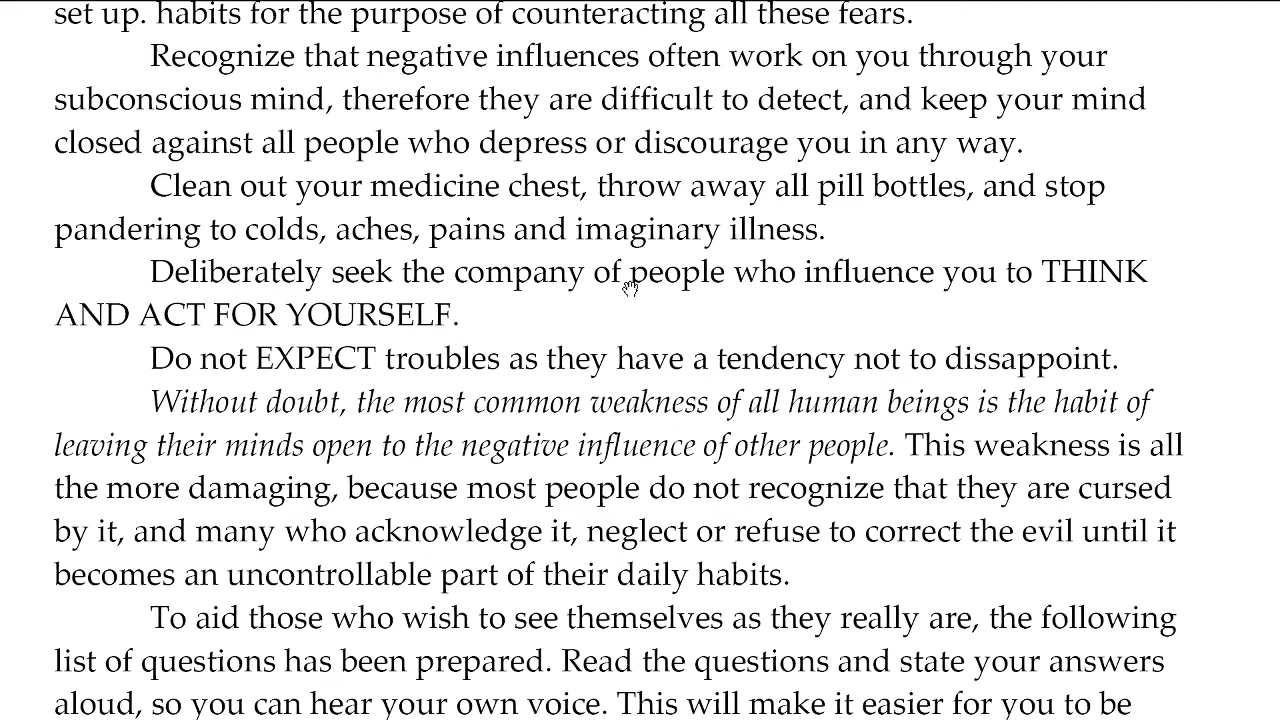 set up. habits for the purpose of counteracting all these fears.
Recognize that negative influences often work on you through your
subconscious mind, therefore they are difficult to detect, and keep your mind
closed against all people who depress or discourage you in any way.
Clean out your medicine chest, throw away all pill bottles, and stop
pandering to colds, aches, pains and imaginary illness.
Deliberately seek the company of people who influence you to THINK
AND ACT FOR YOURSELF.
Do not EXPECT troubles as they have a tendency not to dissappoint.
Without doubt, the most common weakness of all human beings is the habit of
leaving their minds open to the negative influence of other people. This weakness is all
the more damaging, because most people do not recognize that they are cursed
by it, and many who acknowledge it, neglect or refuse to correct the evil until it
becomes an uncontrollable part of their daily habits.
To aid those who wish to see themselves as they really are, the following
list of questions has been prepared. Read the questions and state your answers
aloud, so you can hear your own voice. This will make it easier for you to be